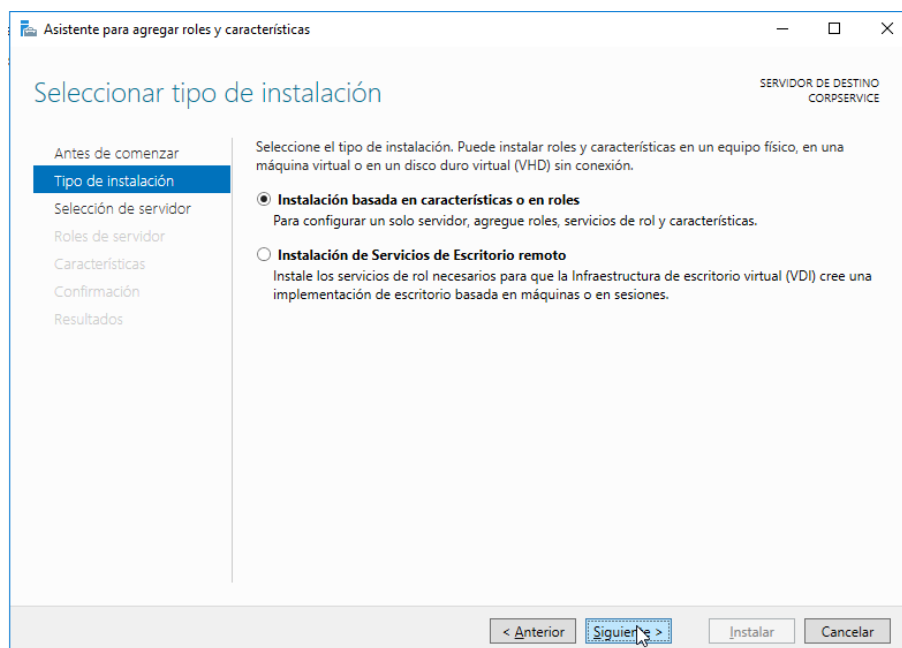 Asistente para agregar roles y características
Seleccionar tipo de instalación
SERVIDOR DE DESTINO
CORPSERVICE
Antes de comenzar
Tipo de instalación
Selección de servidor
Roles de servidor
Características
Confirmación
Resultados
Seleccione el tipo de instalación. Puede instalar roles y características en un equipo físico, en una
máquina virtual o en un disco duro virtual (VHD) sin conexión.
Instalación basada en características o en roles
Para configurar un solo servidor, agregue roles, servicios de rol y características.
Instalación de Servicios de Escritorio remoto
Instale los servicios de rol necesarios para que la Infraestructura de escritorio virtual (VDI) cree una
implementación de escritorio basada en máquinas o en sesiones.
< Anterior
Siguiente >
Instalar
Cancelar